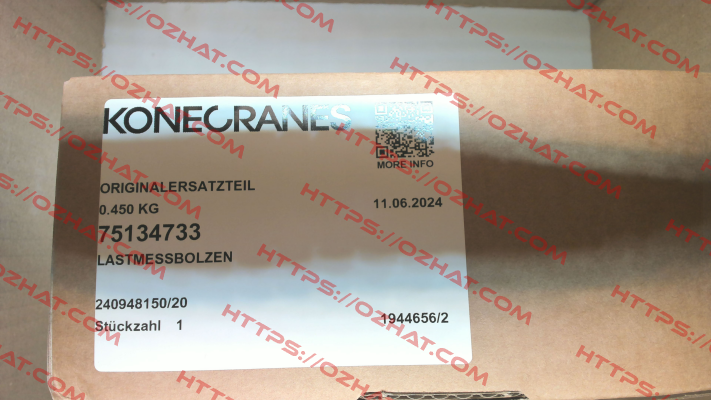 KONECRANES
MORE INFO
ORIGINALERSATZTEIL
0.450 KG
11.06.2024
75134733
LASTMESSBOLZEN
240948150/20
Stückzahl 1
1944656/2
HTTPS://OZHAT.COM